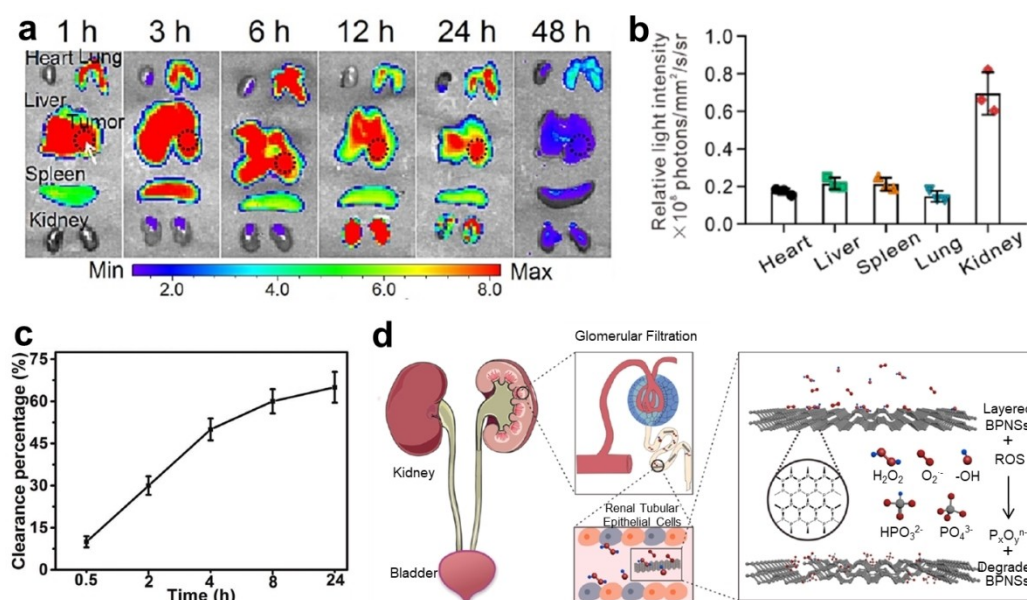 a
1 h 3 h 6 h 12 h 24 h 48 h
Heart Lung
Liver
Tumor
Spleen
Kidney
Min Max
2.0 4.0 6.0 8.0
b
Relative light intensity
×10⁸ photons/mm²/s/sr
1.0
0.8
0.6
0.4
0.2
0.0
Heart Liver Spleen Lung Kidney
c
Clearance percentage (%)
75
60
45
30
15
0
0.5 2 4 8 24
Time (h)
d
Glomerular Filtration
Kidney
Bladder
Renal Tubular
Epithelial Cells
Layered
BPNSs
+
ROS
H₂O₂ O₂⁻ -OH
HPO₃²⁻ PO₄³⁻
PₓOᵧⁿ⁻
+
Degraded
BPNSs